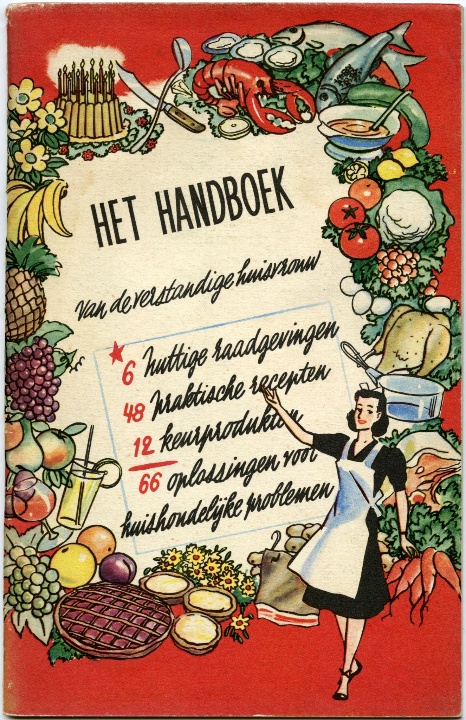 HET HANDBOEK
van de verstandige huisvrouw
* 6 nuttige raadgevingen
48 praktische recepten
12 keurprodukten
66 oplossingen voor
huishoudelijke problemen